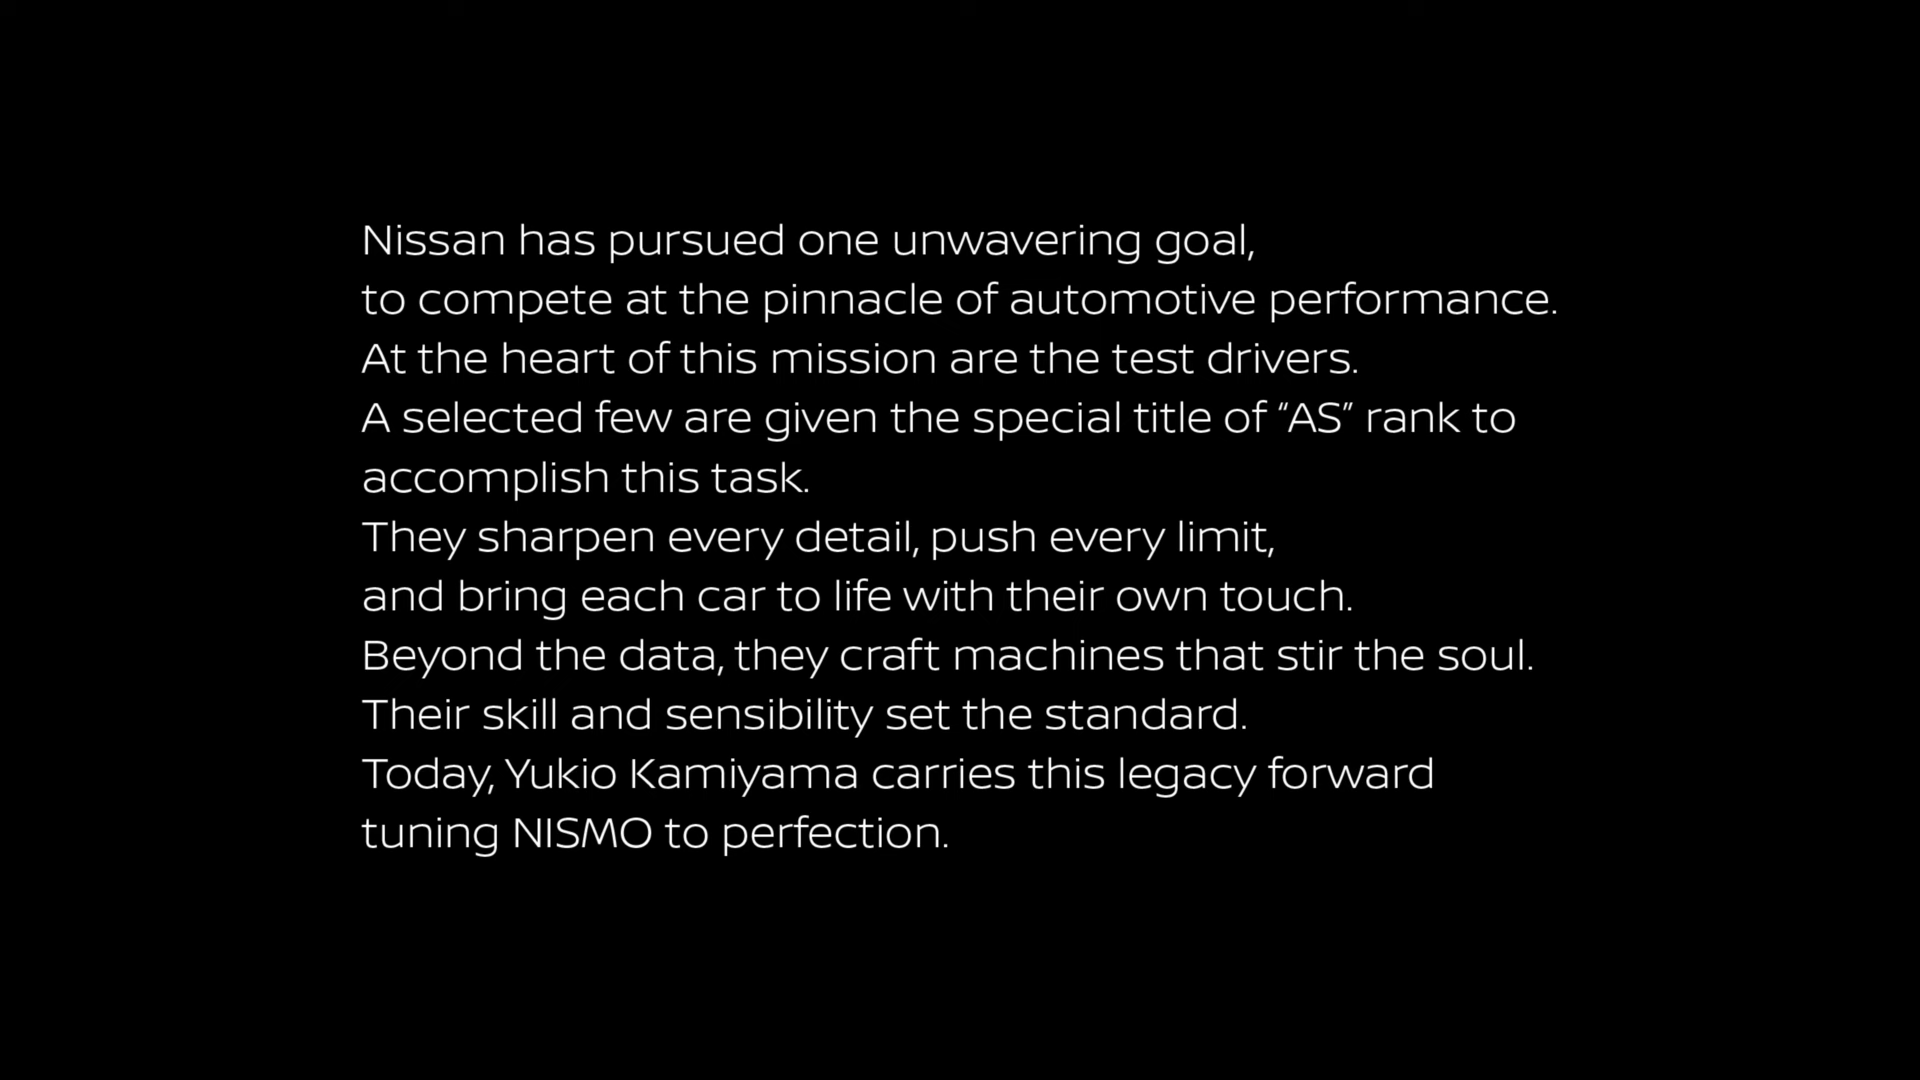 Nissan has pursued one unwavering goal,
to compete at the pinnacle of automotive performance.
At the heart of this mission are the test drivers.
A selected few are given the special title of “AS” rank to
accomplish this task.
They sharpen every detail, push every limit,
and bring each car to life with their own touch.
Beyond the data, they craft machines that stir the soul.
Their skill and sensibility set the standard.
Today, Yukio Kamiyama carries this legacy forward
tuning NISMO to perfection.